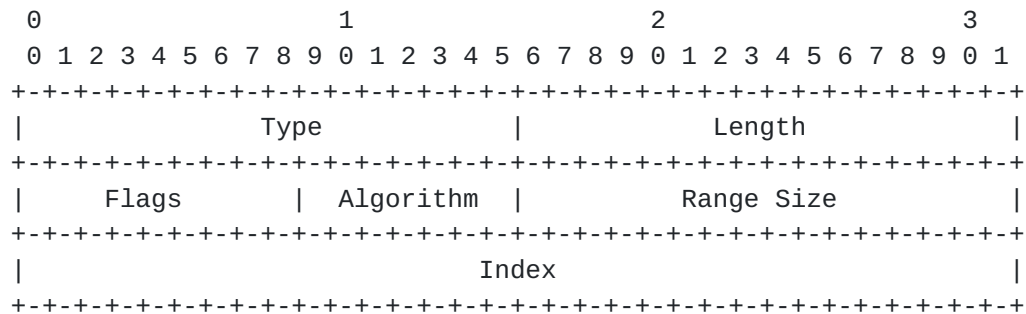 0                   1                   2                   3
 0 1 2 3 4 5 6 7 8 9 0 1 2 3 4 5 6 7 8 9 0 1 2 3 4 5 6 7 8 9 0 1
+-+-+-+-+-+-+-+-+-+-+-+-+-+-+-+-+-+-+-+-+-+-+-+-+-+-+-+-+-+-+-+-+
|               Type            |            Length             |
+-+-+-+-+-+-+-+-+-+-+-+-+-+-+-+-+-+-+-+-+-+-+-+-+-+-+-+-+-+-+-+-+
|     Flags       |  Algorithm  |          Range Size           |
+-+-+-+-+-+-+-+-+-+-+-+-+-+-+-+-+-+-+-+-+-+-+-+-+-+-+-+-+-+-+-+-+
|                             Index                             |
+-+-+-+-+-+-+-+-+-+-+-+-+-+-+-+-+-+-+-+-+-+-+-+-+-+-+-+-+-+-+-+-+